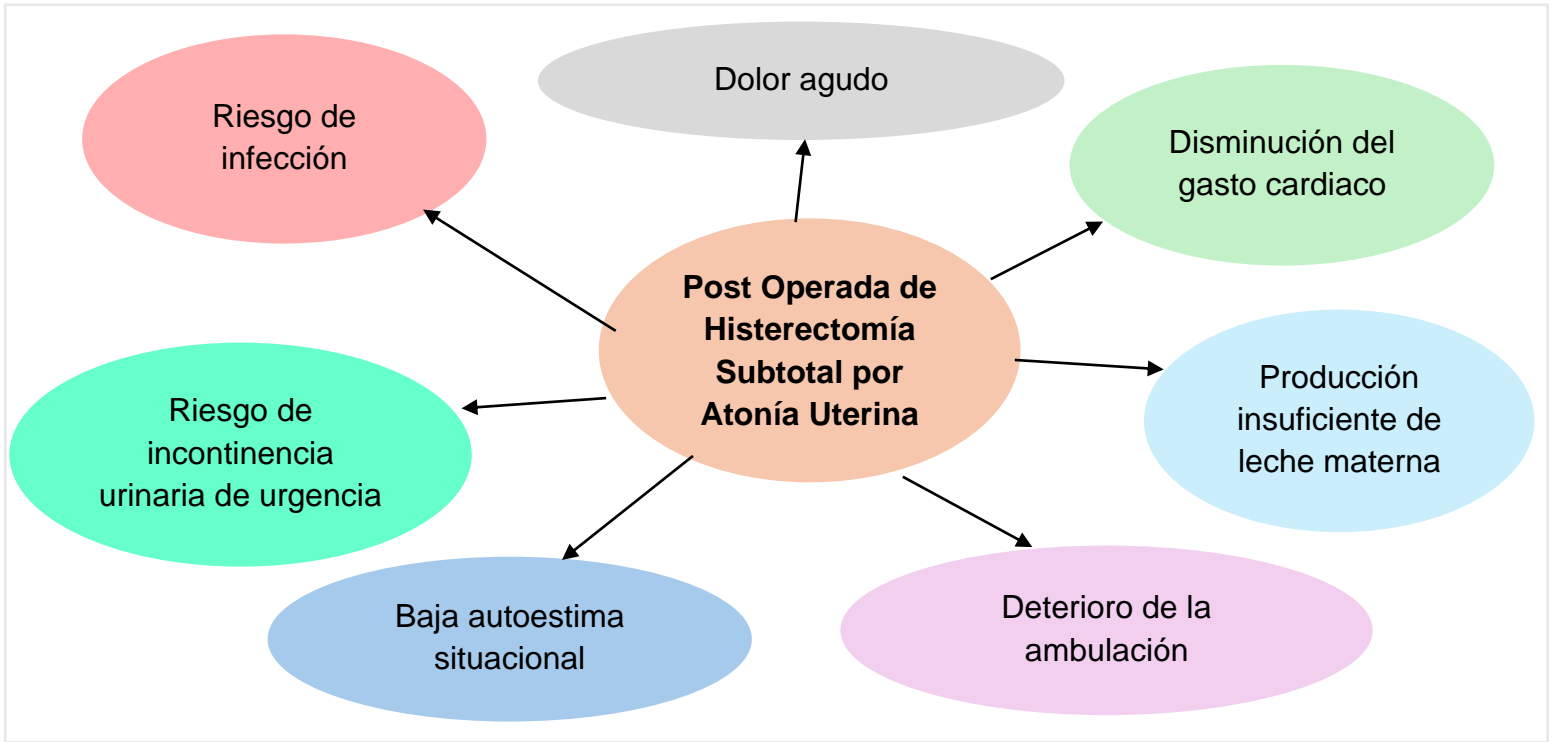 Dolor agudo
Riesgo de
infección
Disminución del
gasto cardiaco
Post Operada de
Histerectomía
Subtotal por
Atonía Uterina
Producción
insuficiente de
leche materna
Riesgo de
incontinencia
urinaria de urgencia
Baja autoestima
situacional
Deterioro de la
ambulación